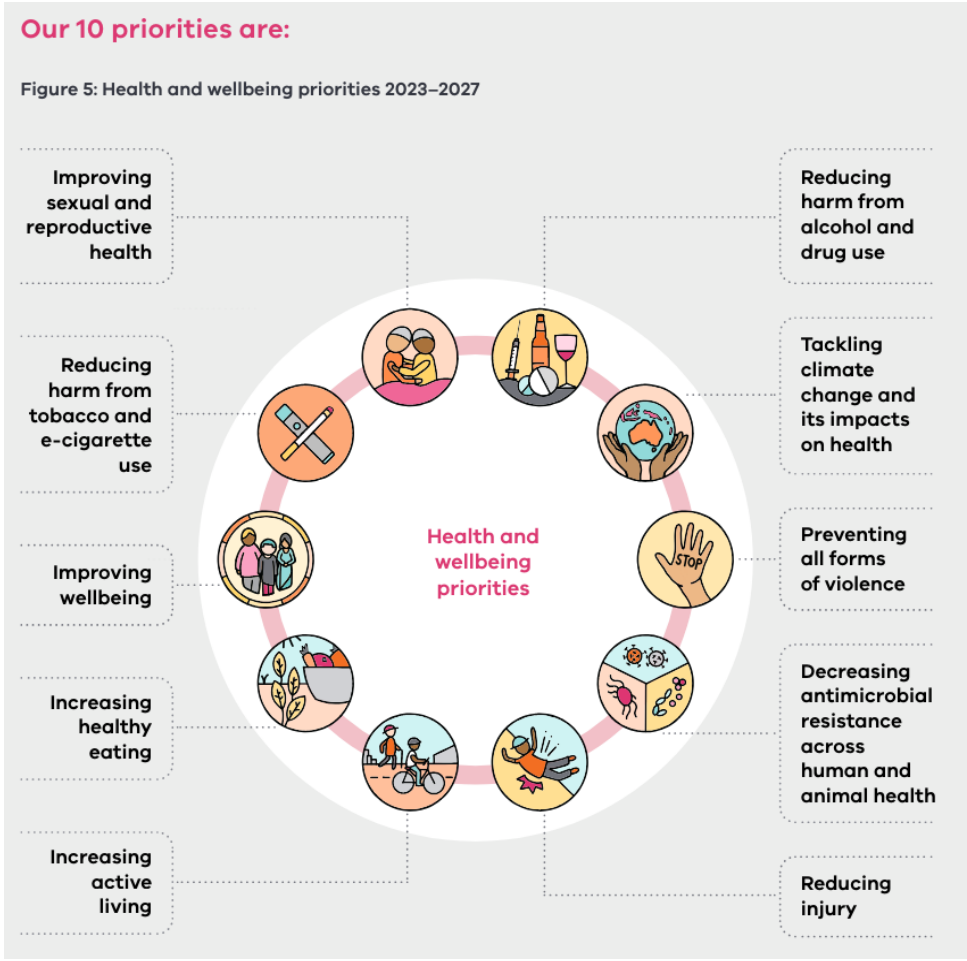 Our 10 priorities are:
Figure 5: Health and wellbeing priorities 2023–2027
Improving
sexual and
reproductive
health
Reducing
harm from
tobacco and
e-cigarette
use
Improving
wellbeing
Increasing
healthy
eating
Increasing
active
living
Health and
wellbeing
priorities
STOP
Reducing
harm from
alcohol and
drug use
Tackling
climate
change and
its impacts
on health
Preventing
all forms
of violence
Decreasing
antimicrobial
resistance
across
human and
animal health
Reducing
injury